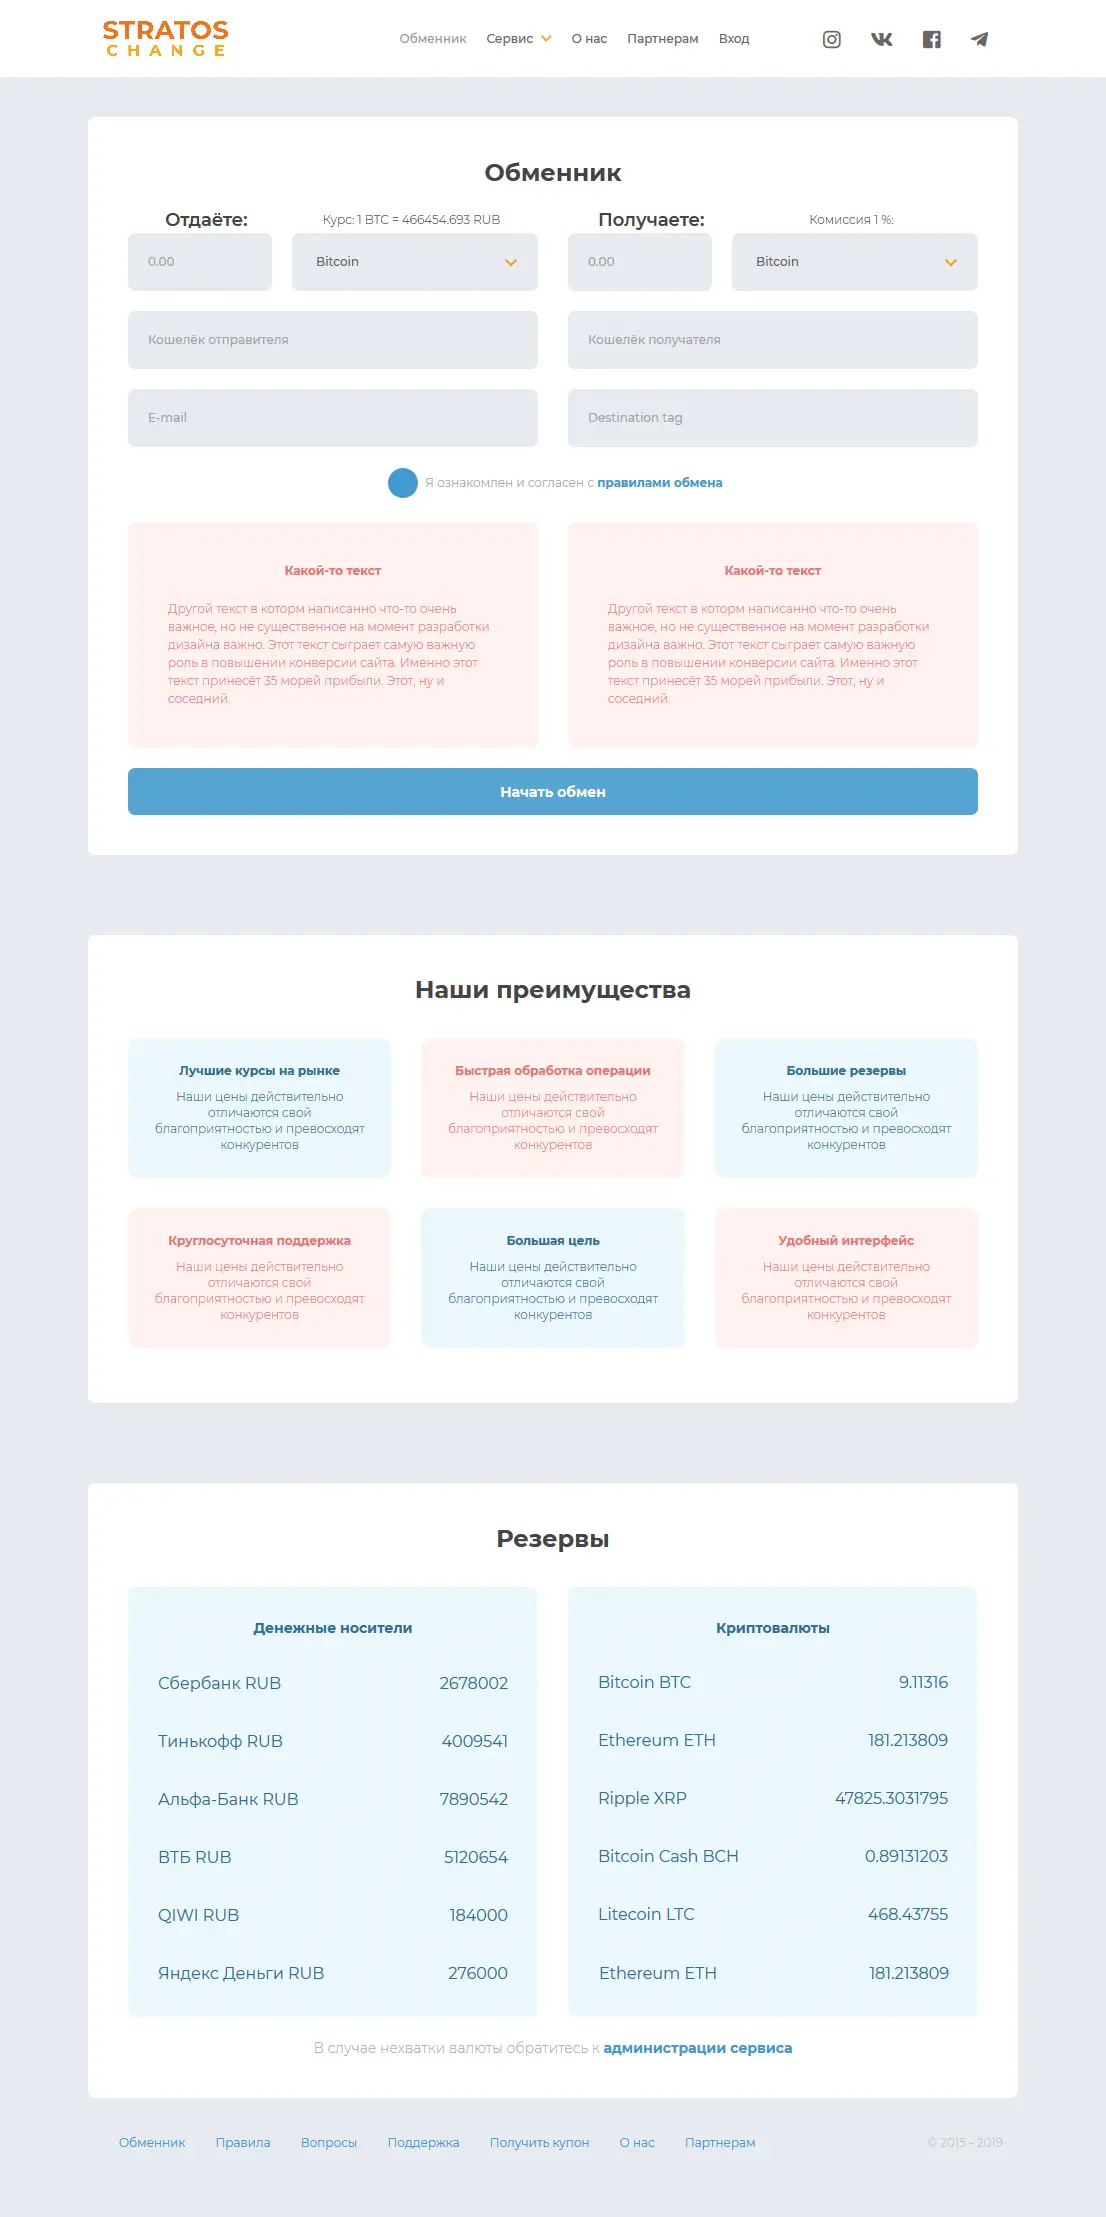 STRATOS
CHANGE
Обменник Сервис О нас Партнерам Вход
Обменник
Отдаёте: Курс: 1 BTC = 466454.693 RUB Получаете: Комиссия 1 %:
0.00 Bitcoin 0.00 Bitcoin
Кошелёк отправителя Кошелёк получателя
E-mail Destination tag
Я ознакомлен и согласен с правилами обмена
Какой-то текст
Другой текст в которм написанно что-то очень
важное, но не существенное на момент разработки
дизайна важно. Этот текст сыграет самую важную
роль в повышении конверсии сайта. Именно этот
текст принесёт 35 морей прибыли. Этот, ну и
соседний.
Какой-то текст
Другой текст в которм написанно что-то очень
важное, но не существенное на момент разработки
дизайна важно. Этот текст сыграет самую важную
роль в повышении конверсии сайта. Именно этот
текст принесёт 35 морей прибыли. Этот, ну и
соседний.
Начать обмен
Наши преимущества
Лучшие курсы на рынке
Наши цены действительно
отличаются свой
благоприятностью и превосходят
конкурентов
Быстрая обработка операции
Наши цены действительно
отличаются свой
благоприятностью и превосходят
конкурентов
Большие резервы
Наши цены действительно
отличаются свой
благоприятностью и превосходят
конкурентов
Круглосуточная поддержка
Наши цены действительно
отличаются свой
благоприятностью и превосходят
конкурентов
Большая цель
Наши цены действительно
отличаются свой
благоприятностью и превосходят
конкурентов
Удобный интерфейс
Наши цены действительно
отличаются свой
благоприятностью и превосходят
конкурентов
Резервы
Денежные носители
Сбербанк RUB 2678002
Тинькофф RUB 4009541
Альфа-Банк RUB 7890542
ВТБ RUB 5120654
QIWI RUB 184000
Яндекс Деньги RUB 276000
Криптовалюты
Bitcoin BTC 9.11316
Ethereum ETH 181.213809
Ripple XRP 47825.3031795
Bitcoin Cash BCH 0.89131203
Litecoin LTC 468.43755
Ethereum ETH 181.213809
В случае нехватки валюты обратитесь к администрации сервиса
Обменник Правила Вопросы Поддержка Получить купон О нас Партнерам © 2015 - 2019